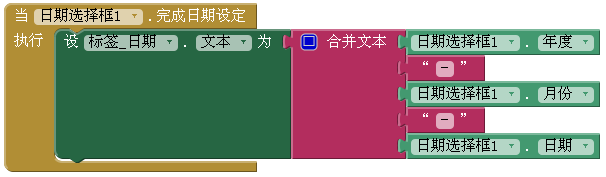 当 日期选择框1 . 完成日期设定
执行 设 标签_日期 . 文本 为 合并文本 日期选择框1 . 年度
“ - ”
日期选择框1 . 月份
“ - ”
日期选择框1 . 日期